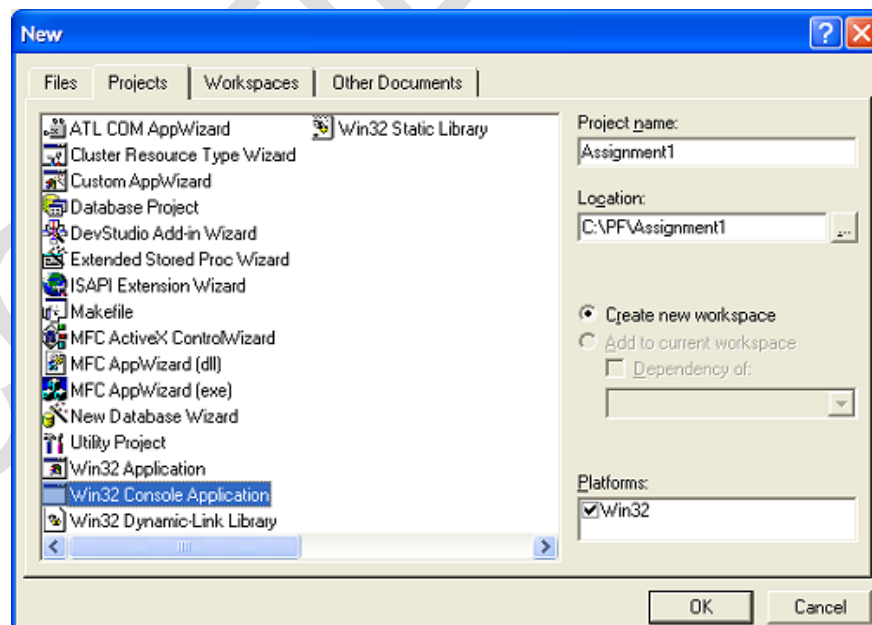 New
Files Projects Workspaces Other Documents
ATL COM AppWizard
Cluster Resource Type Wizard
Custom AppWizard
Database Project
DevStudio Add-in Wizard
Extended Stored Proc Wizard
ISAPI Extension Wizard
Makefile
MFC ActiveX ControlWizard
MFC AppWizard (dll)
MFC AppWizard (exe)
New Database Wizard
Utility Project
Win32 Application
Win32 Console Application
Win32 Dynamic-Link Library
Win32 Static Library
Project name:
Assignment1
Location:
C:\PF\Assignment1
...
Create new workspace
Add to current workspace
Dependency of:
Platforms:
Win32
OK Cancel